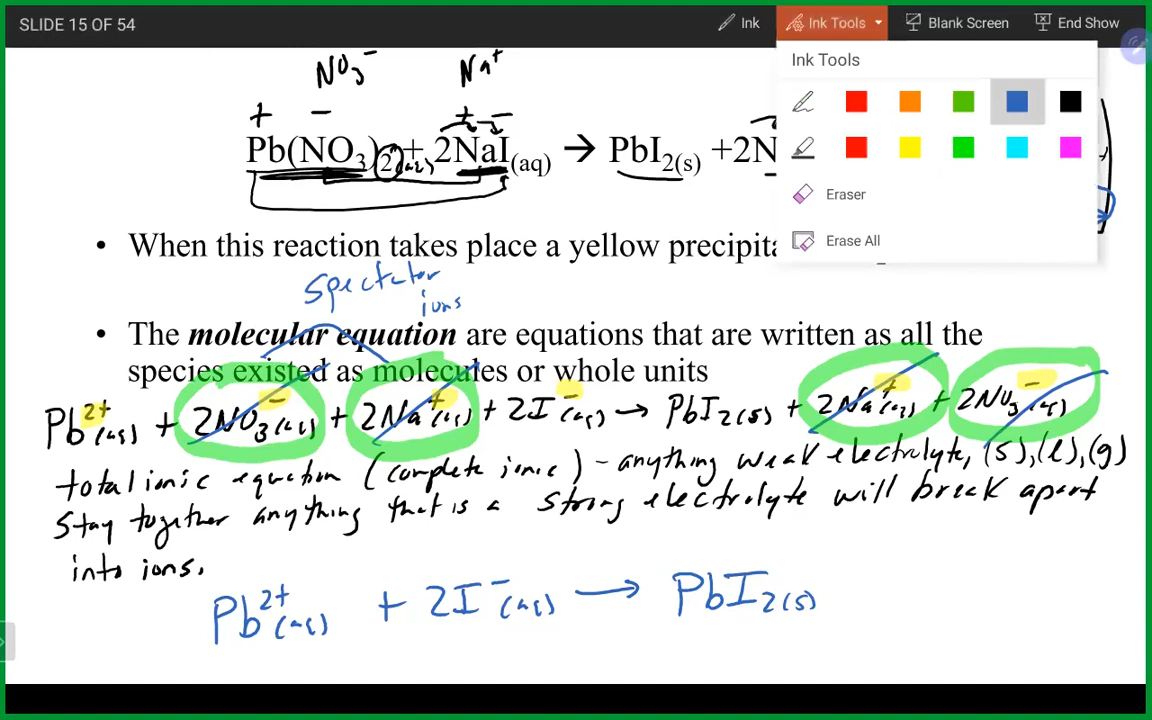 SLIDE 15 OF 54 Ink Ink Tools Blank Screen End Show
Ink Tools
Eraser
Erase All
NO3⁻ Na⁺
+ − + −
Pb(NO3)2(aq) + 2NaI(aq) → PbI2(s) +2N
• When this reaction takes place a yellow precipita
spectator
ions
• The molecular equation are equations that are written as all the
species existed as molecules or whole units
Pb²⁺(aq) + 2NO3⁻(aq) + 2Na⁺(aq) + 2I⁻(aq) → PbI2(s) + 2Na⁺(aq) + 2NO3⁻(aq)
total ionic equation (complete ionic) - anything weak electrolyte, (s),(l),(g)
stay together anything that is a strong electrolyte will break apart
into ions.
Pb²⁺(aq) + 2I⁻(aq) → PbI2(s)